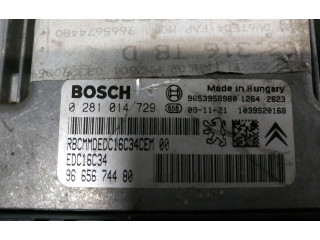 BOSCH
Made in Hungary
0 281 014 729
9653958980 1264 2623
09-11-21 1039S20168
RBCMMDEDC16C34CEM 00
EDC16C34
96 656 744 80